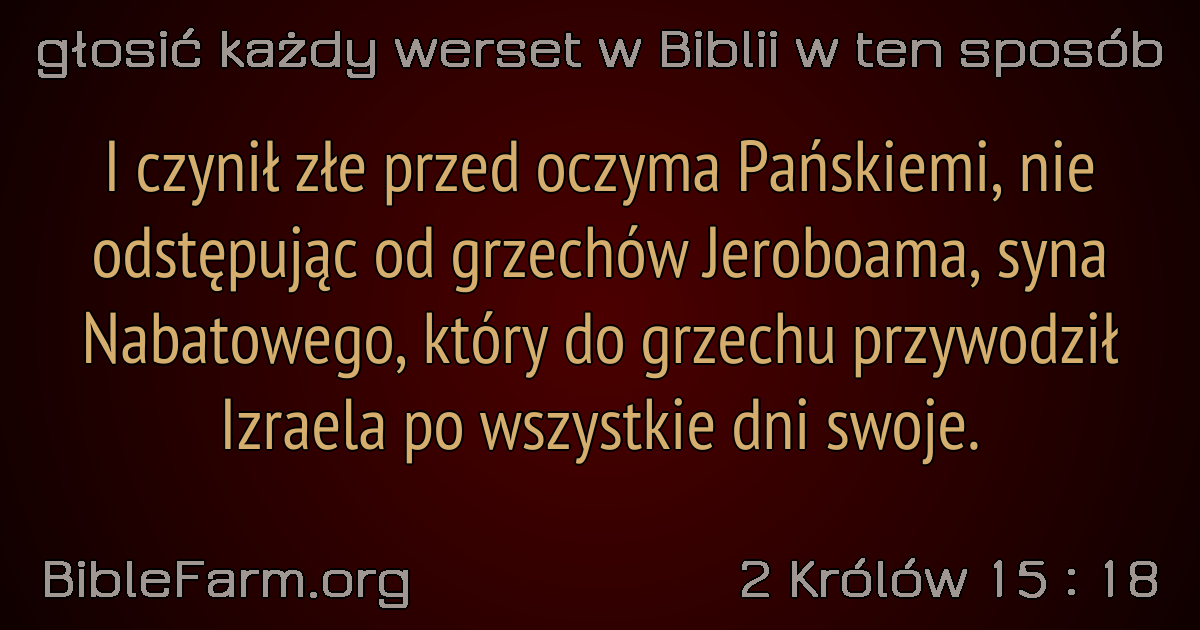 głosić każdy werset w Biblii w ten sposób
I czynił złe przed oczyma Pańskiemi, nie
odstępując od grzechów Jeroboama, syna
Nabatowego, który do grzechu przywodził
Izraela po wszystkie dni swoje.
BibleFarm.org
2 Królów 15 : 18